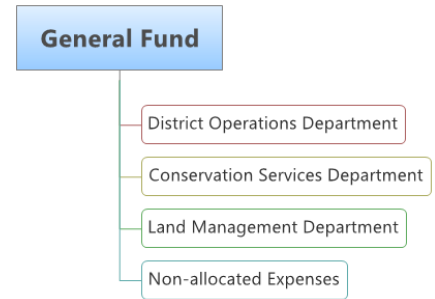 General Fund
District Operations Department
Conservation Services Department
Land Management Department
Non-allocated Expenses